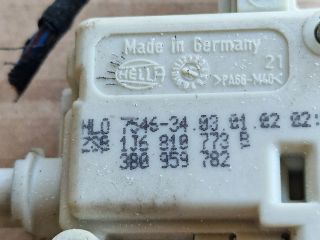 Made in Germany
21
HELLA
>PA66-M40<
HLO 7546-34.03.01.02 02:
1J6 810 773 B
3B0 959 782